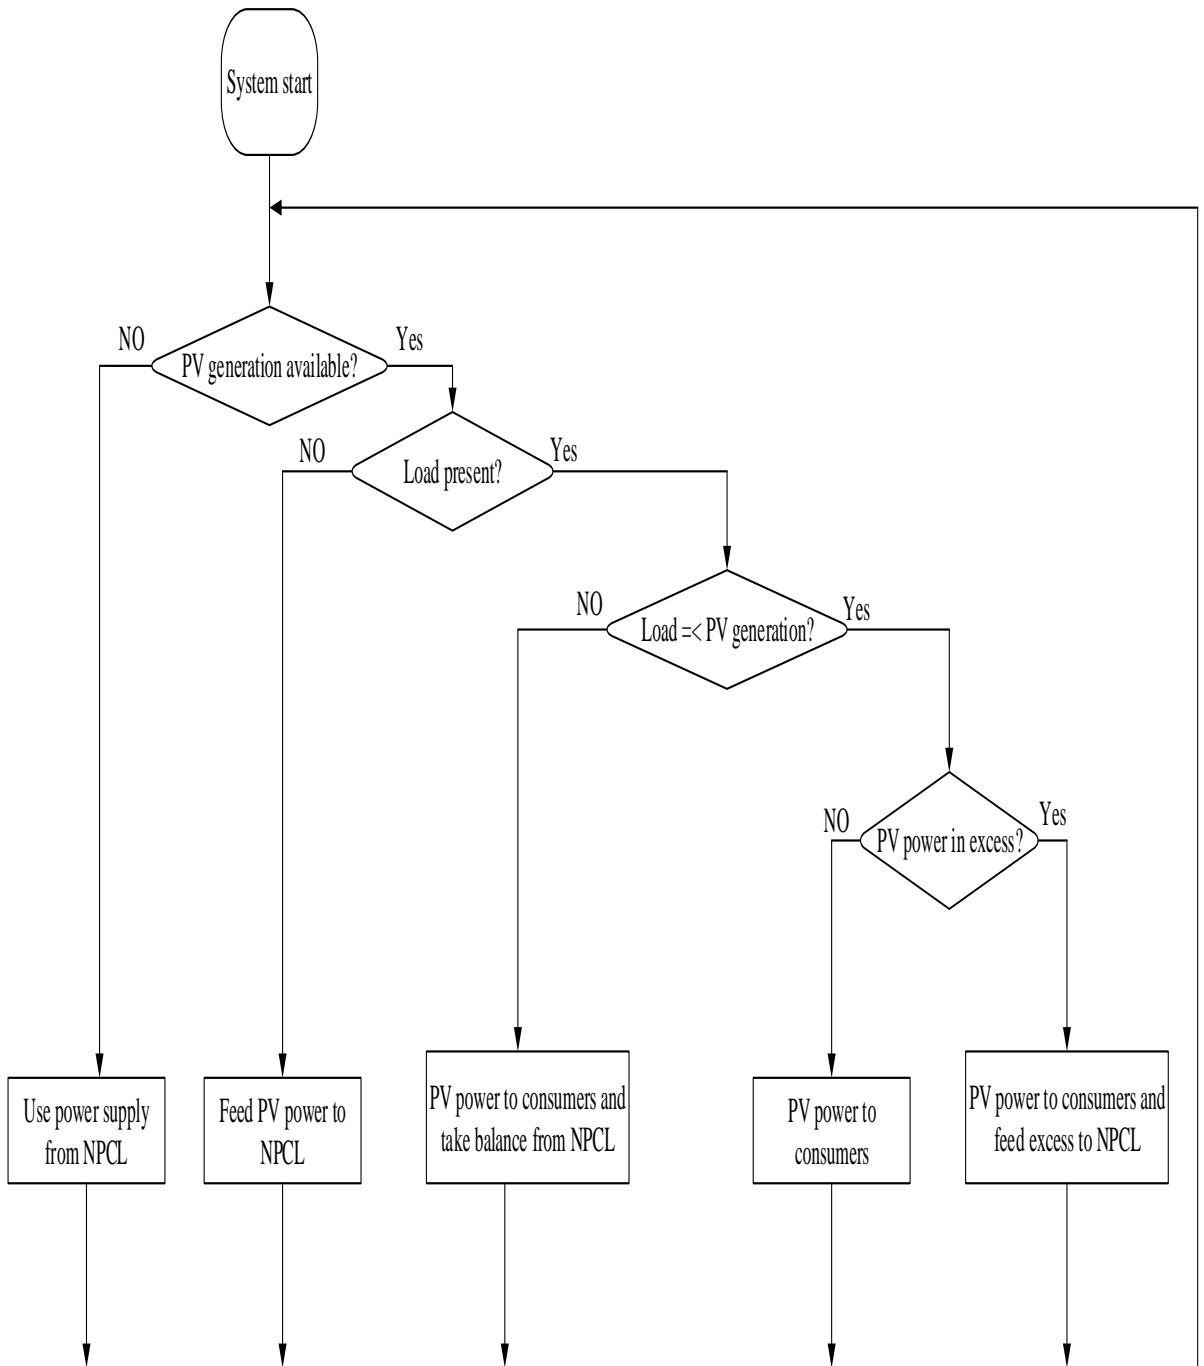 System start
NO
Yes
PV generation available?
NO
Yes
Load present?
NO
Yes
Load =< PV generation?
NO
Yes
PV power in excess?
Use power supply
from NPCL
Feed PV power to
NPCL
PV power to consumers and
take balance from NPCL
PV power to
consumers
PV power to consumers and
feed excess to NPCL